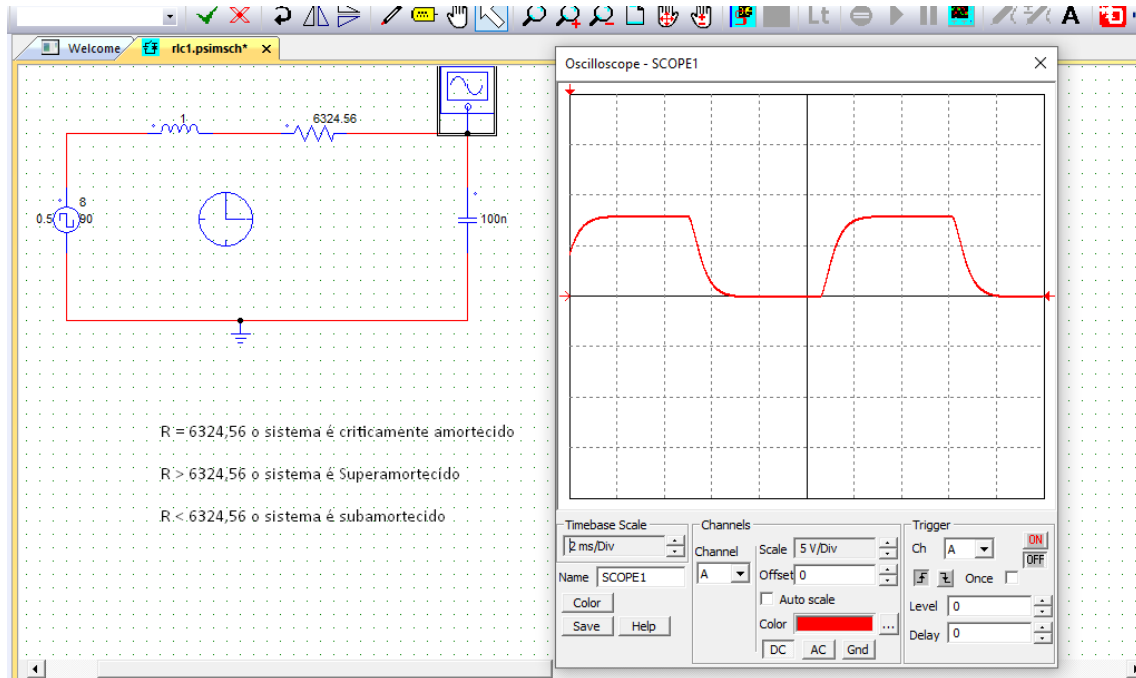 Lt
A
Welcome
rlc1.psimsch* X
Oscilloscope - SCOPE1
1
6324.56
8
0.5
90
100n
R = 6324,56 o sistema é criticamente amortecido
R > 6324,56 o sistema é Superamortecido
R < 6324,56 o sistema é subamortecido
Timebase Scale
2 ms/Div
Name SCOPE1
Color
Save Help
Channels
Channel
A
Scale 5 V/Div
Offset 0
Auto scale
Color ...
DC AC Gnd
Trigger
Ch A
ON
OFF
Once
Level 0
Delay 0